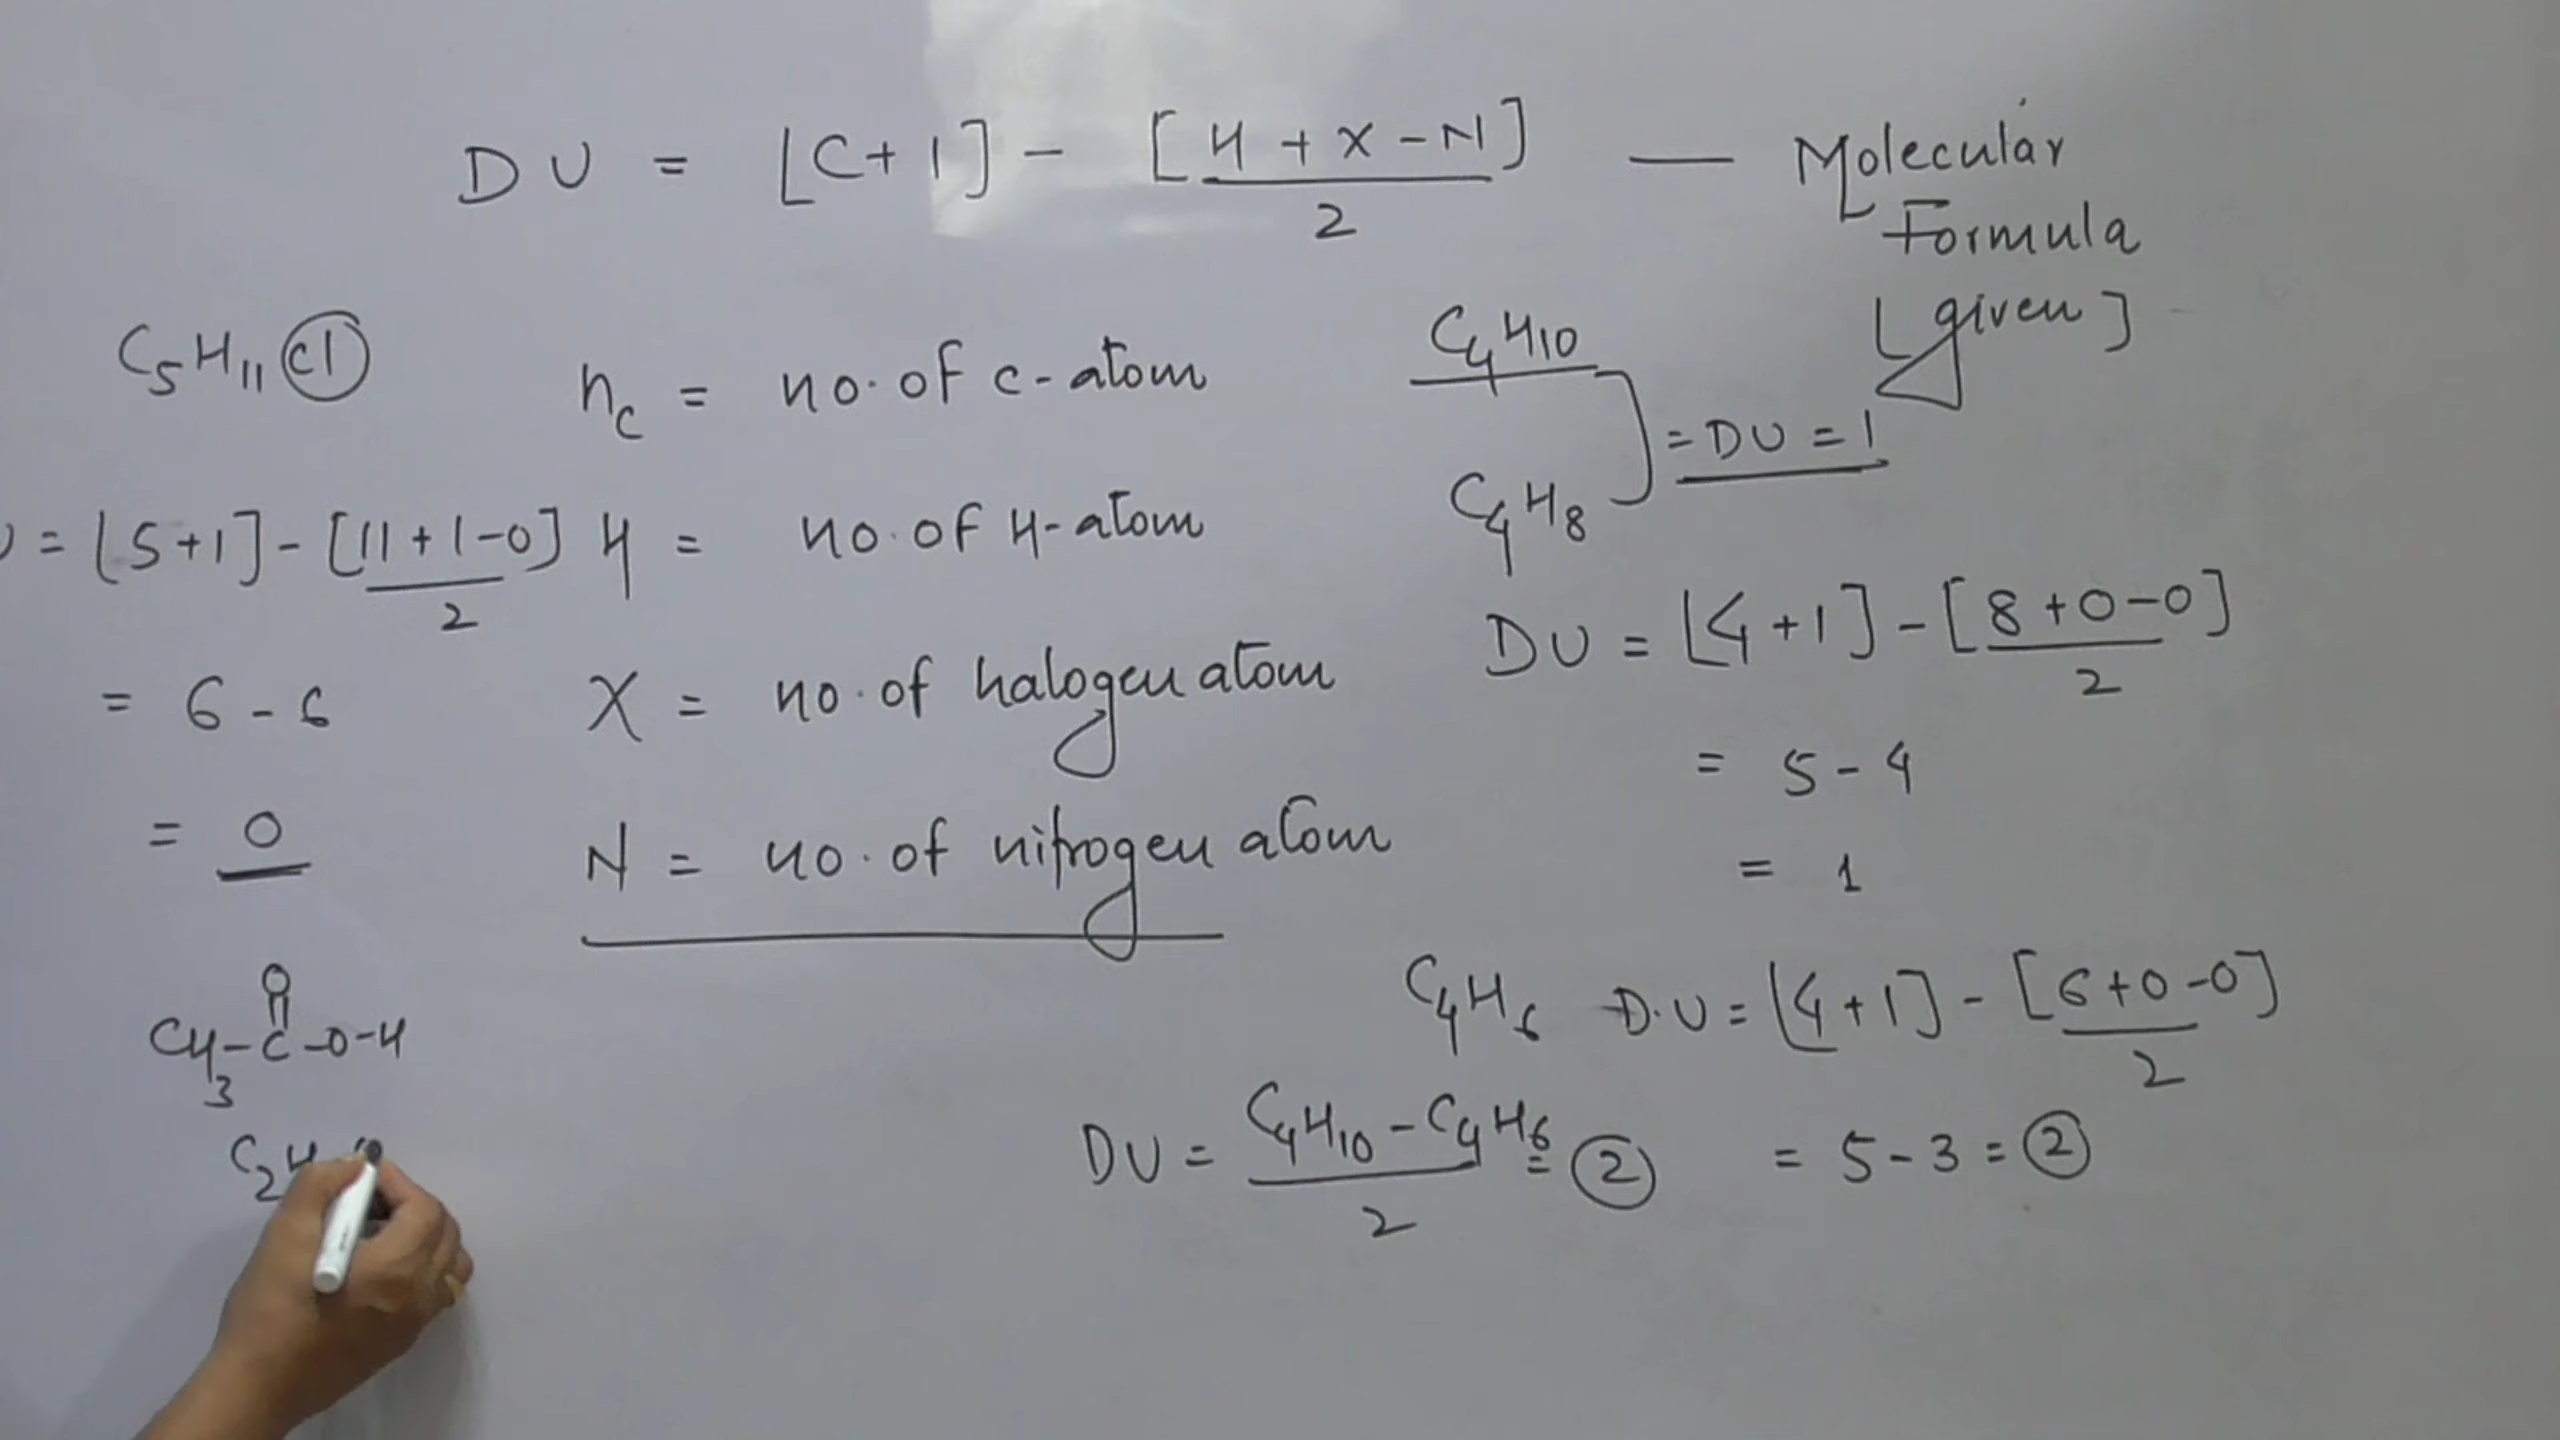 DU = [C+1] - [H+X-N]/2 — Molecular
Formula
[given]
C5H11Cl
= [5+1] - [11+1-0]/2
= 6-6
= 0
CH3-C-O-H
O
C2H
nc = no. of c-atom
H = no. of H-atom
X = no. of halogen atom
N = no. of nitrogen atom
C4H10
= DU = 1
C4H8
DU = [4+1] - [8+0-0]/2
= 5-4
= 1
C4H6 D.U = [4+1] - [6+0-0]/2
= 5-3 = 2
DU = C4H10-C4H6/2 2